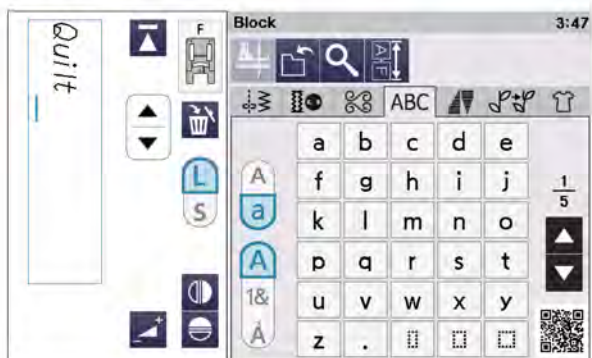 Block
3:47
F
Quilt
ABC
L
S
A
a
A
1&
Å
a b c d e
f g h i j
k l m n o
p q r s t
u v w x y
z .
1
5